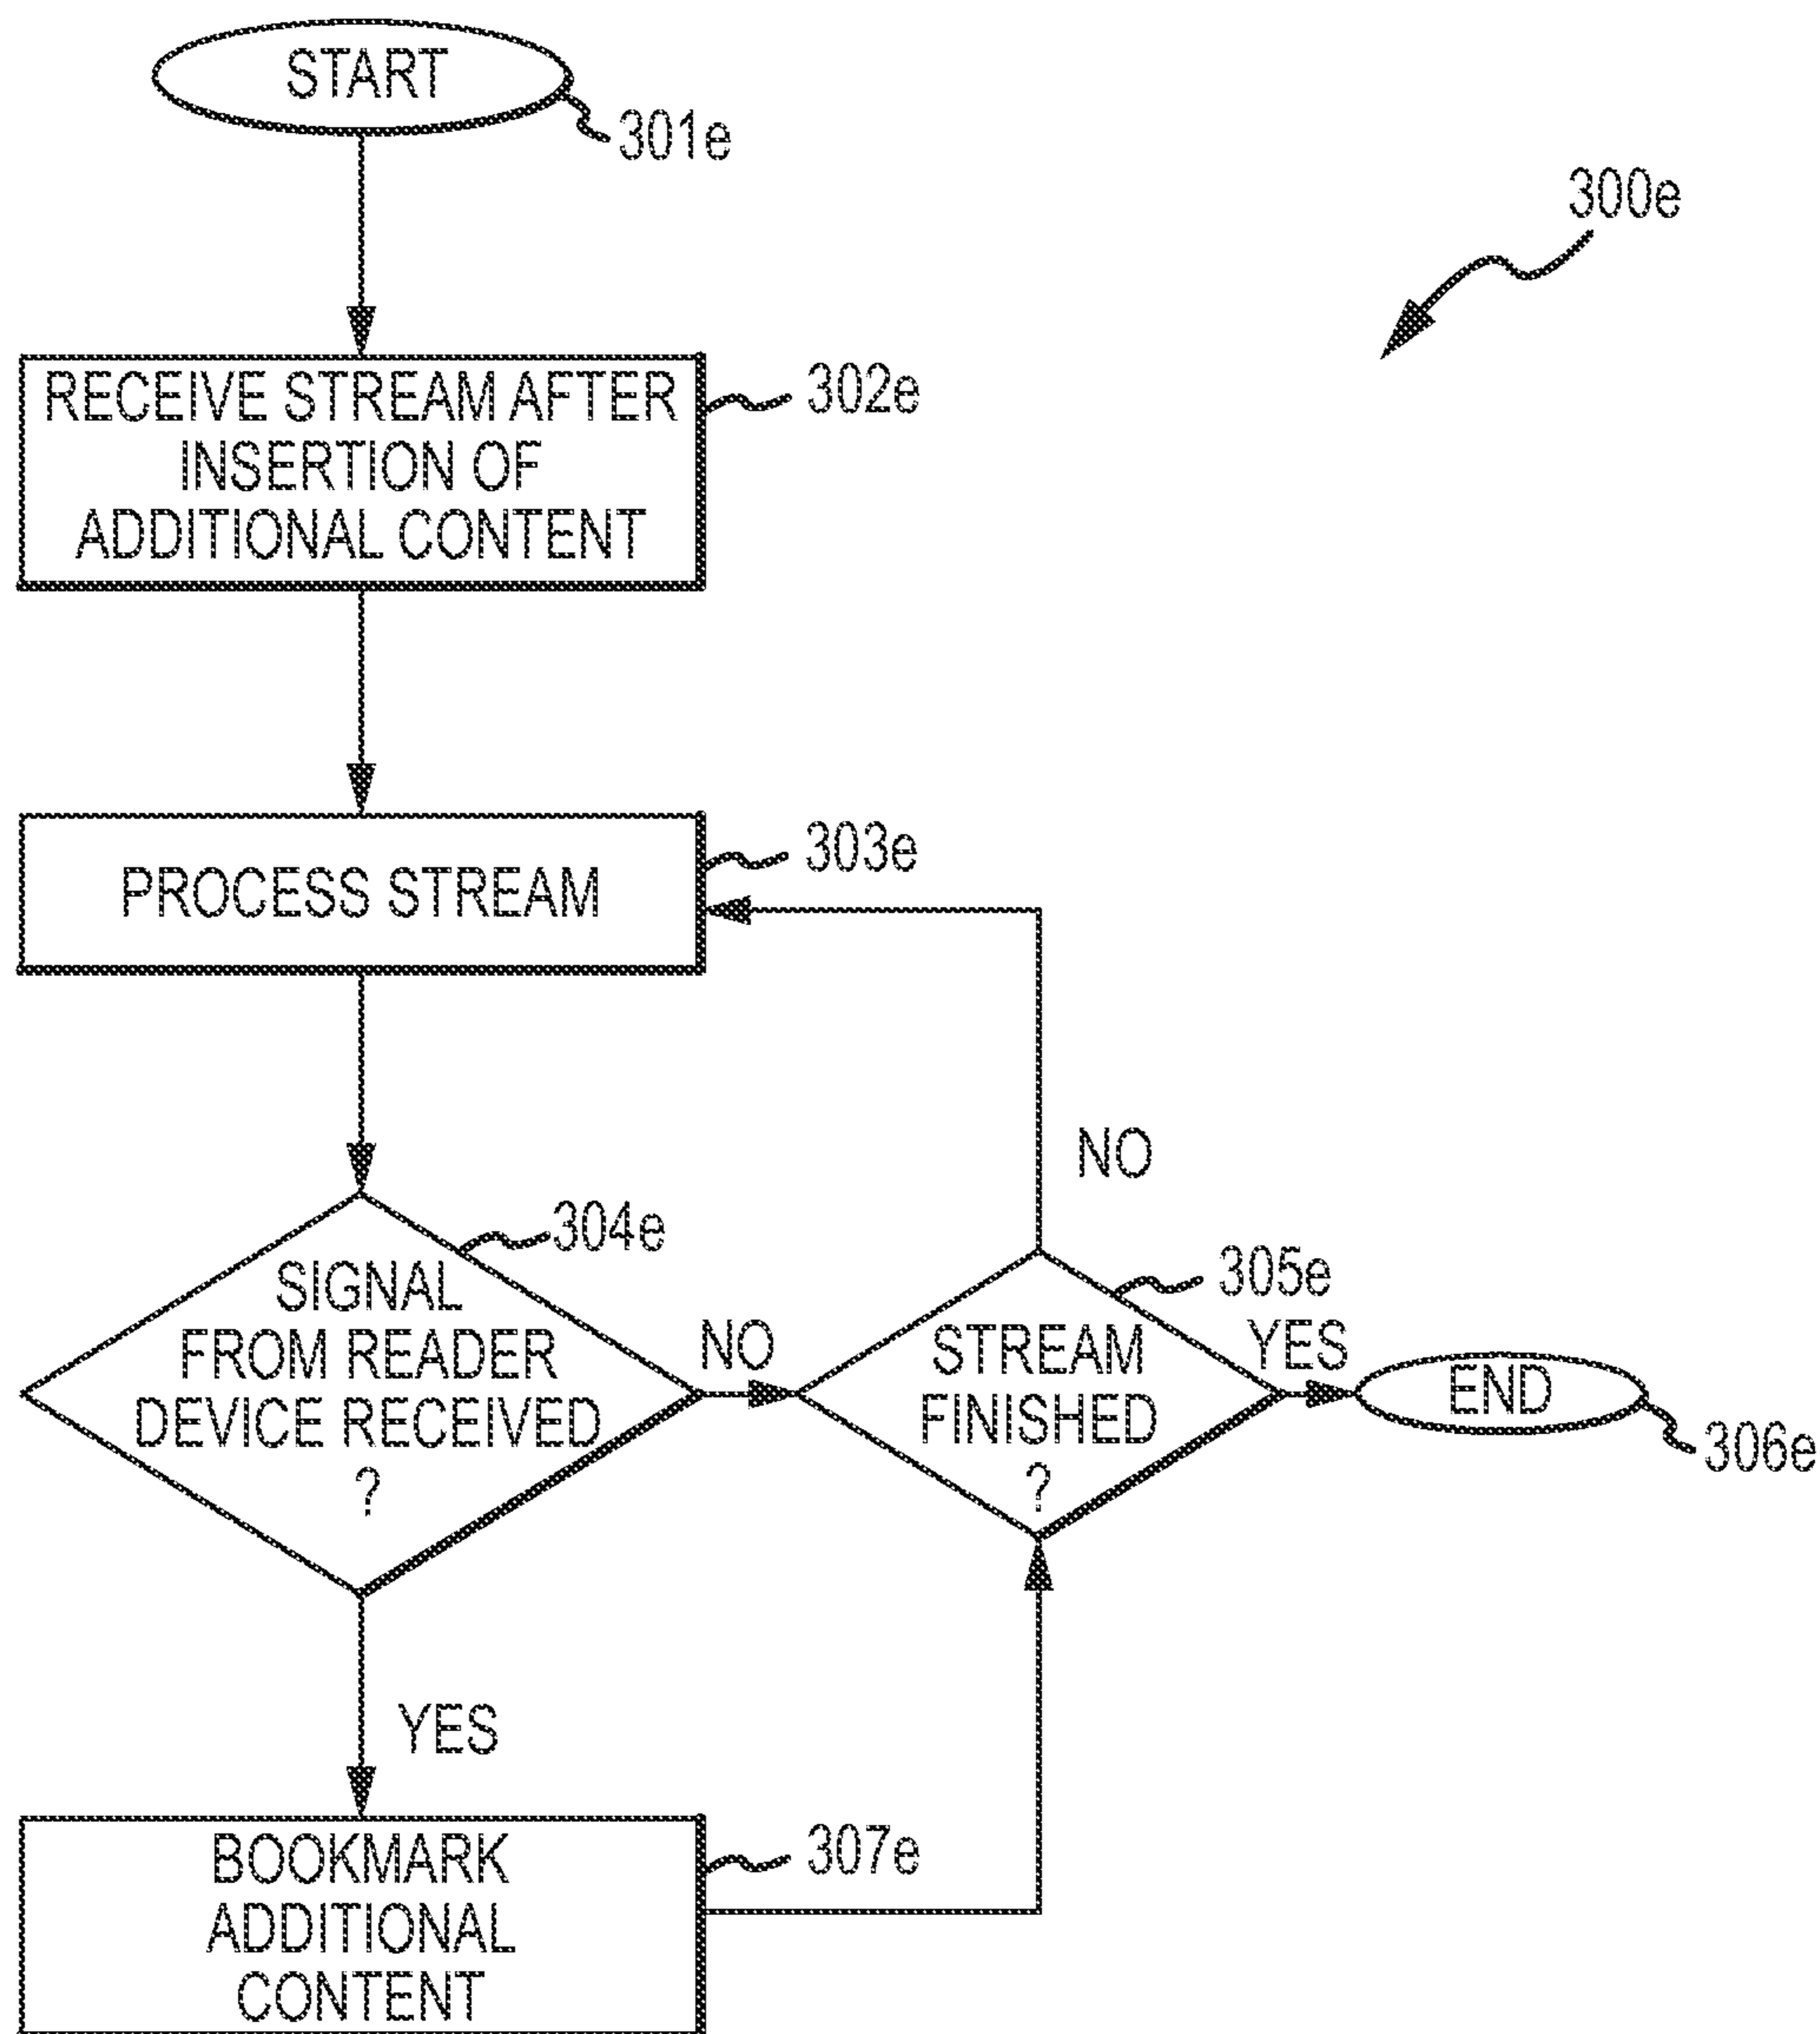 START
301e
300e
RECEIVE STREAM AFTER
INSERTION OF
ADDITIONAL CONTENT
302e
PROCESS STREAM
303e
NO
SIGNAL
FROM READER
DEVICE RECEIVED
?
304e
NO
STREAM
FINISHED
?
305e
YES
END
306e
YES
BOOKMARK
ADDITIONAL
CONTENT
307e